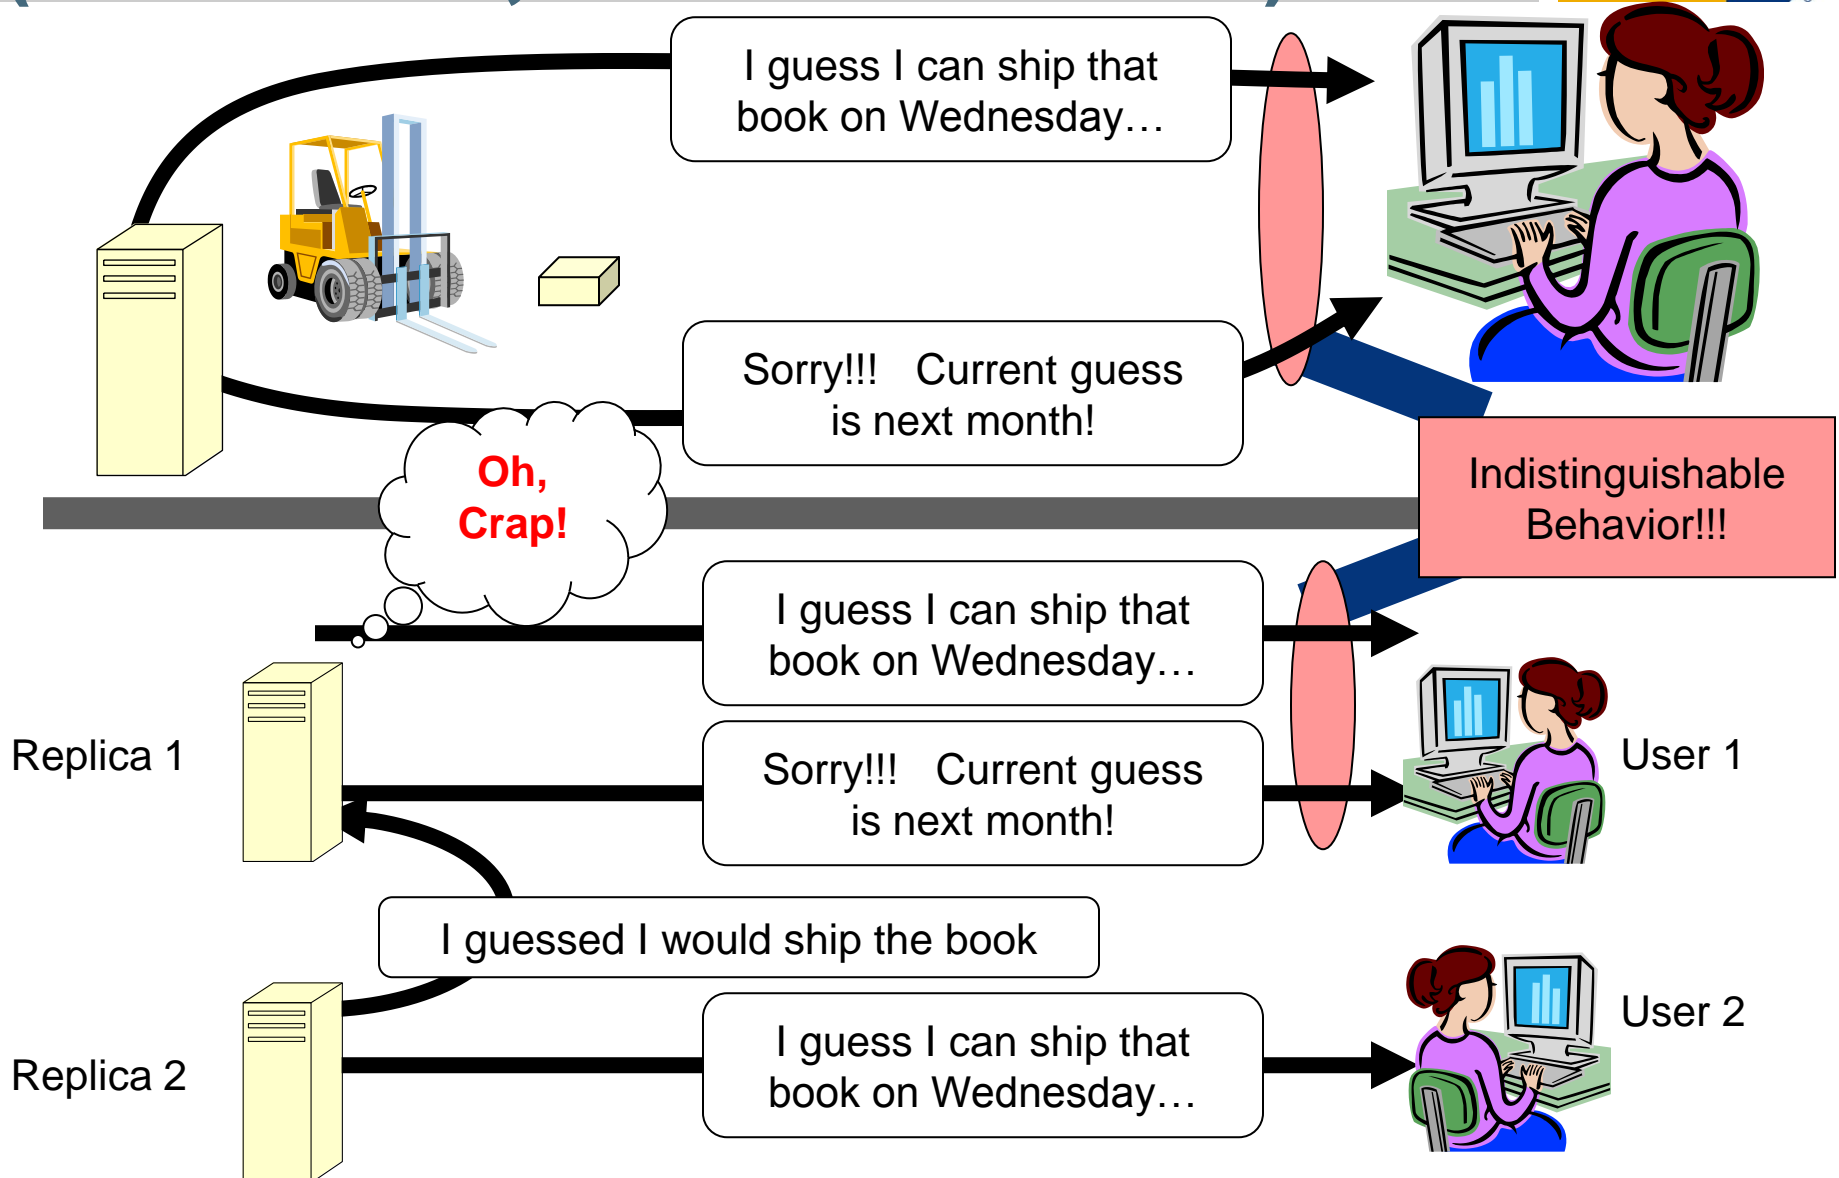 I guess I can ship that
book on Wednesday…
Sorry!!! Current guess
is next month!
Oh,
Crap!
Indistinguishable
Behavior!!!
I guess I can ship that
book on Wednesday…
Replica 1
Sorry!!! Current guess
is next month!
User 1
I guessed I would ship the book
Replica 2
I guess I can ship that
book on Wednesday…
User 2